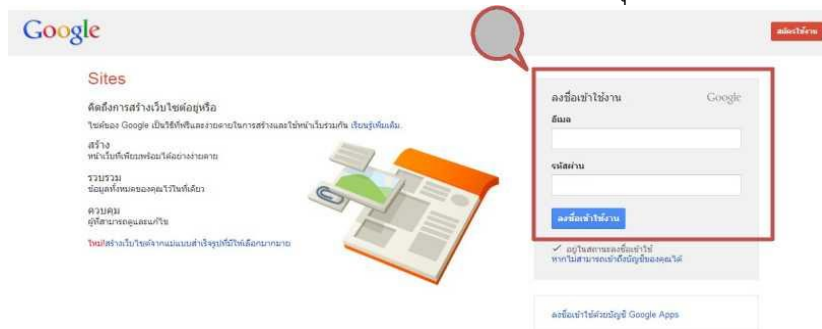 Google
สมัครใช้งาน
Sites
คิดถึงการสร้างเว็บไซต์อยู่หรือ
ไซต์ของ Google เป็นวิธีที่ฟรีและง่ายดายในการสร้างและใช้หน้าเว็บร่วมกัน เรียนรู้เพิ่มเติม.
สร้าง
หน้าเว็บที่เพียบพร้อมได้อย่างง่ายดาย
รวบรวม
ข้อมูลทั้งหมดของคุณไว้ในที่เดียว
ควบคุม
ผู้ที่สามารถดูและแก้ไข
ใหม่!สร้างเว็บไซต์จากแม่แบบสำเร็จรูปที่มีให้เลือกมากมาย
ลงชื่อเข้าใช้งาน Google
อีเมล
รหัสผ่าน
ลงชื่อเข้าใช้งาน
อยู่ในสถานะลงชื่อเข้าใช้
หากไม่สามารถเข้าถึงบัญชีของคุณได้
ลงชื่อเข้าใช้ด้วยบัญชี Google Apps